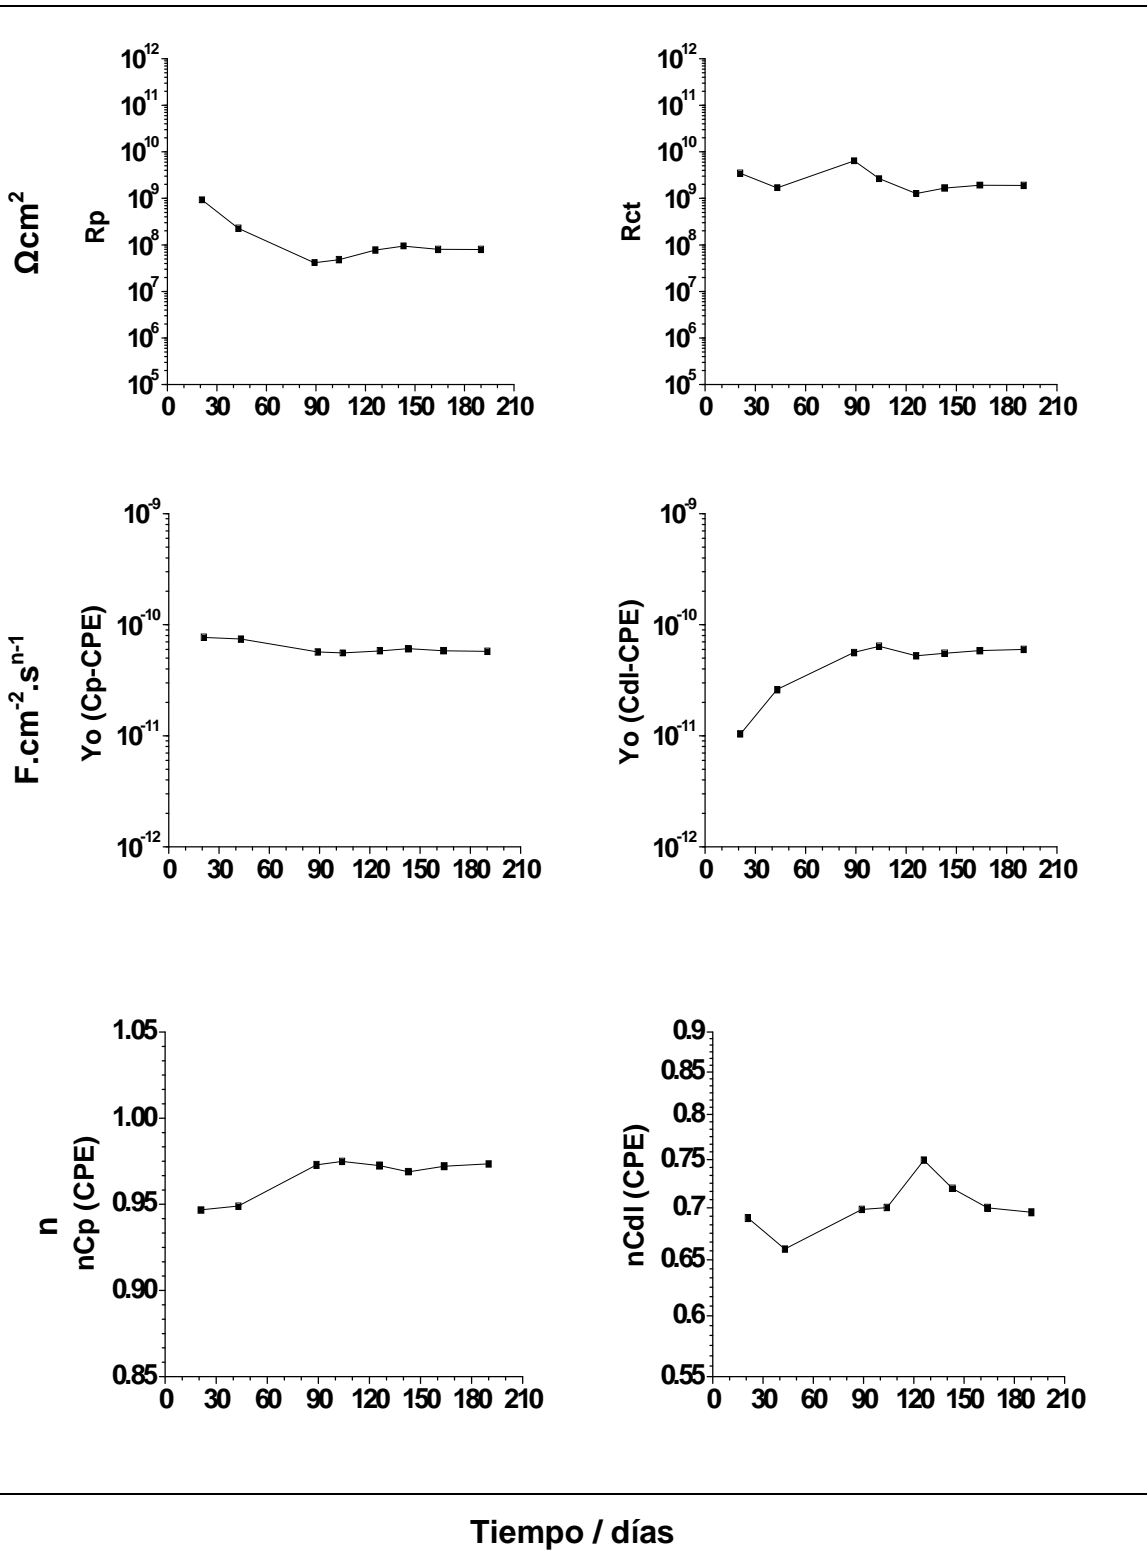 Ωcm²
Rp
10¹²
10¹¹
10¹⁰
10⁹
10⁸
10⁷
10⁶
10⁵
0 30 60 90 120 150 180 210
Rct
10¹²
10¹¹
10¹⁰
10⁹
10⁸
10⁷
10⁶
10⁵
0 30 60 90 120 150 180 210
F.cm⁻².sⁿ⁻¹
Yo (Cp-CPE)
10⁻⁹
10⁻¹⁰
10⁻¹¹
10⁻¹²
0 30 60 90 120 150 180 210
Yo (Cdl-CPE)
10⁻⁹
10⁻¹⁰
10⁻¹¹
10⁻¹²
0 30 60 90 120 150 180 210
n
nCp (CPE)
1.05
1.00
0.95
0.90
0.85
0 30 60 90 120 150 180 210
nCdl (CPE)
0.9
0.85
0.8
0.75
0.7
0.65
0.6
0.55
0 30 60 90 120 150 180 210
Tiempo / días